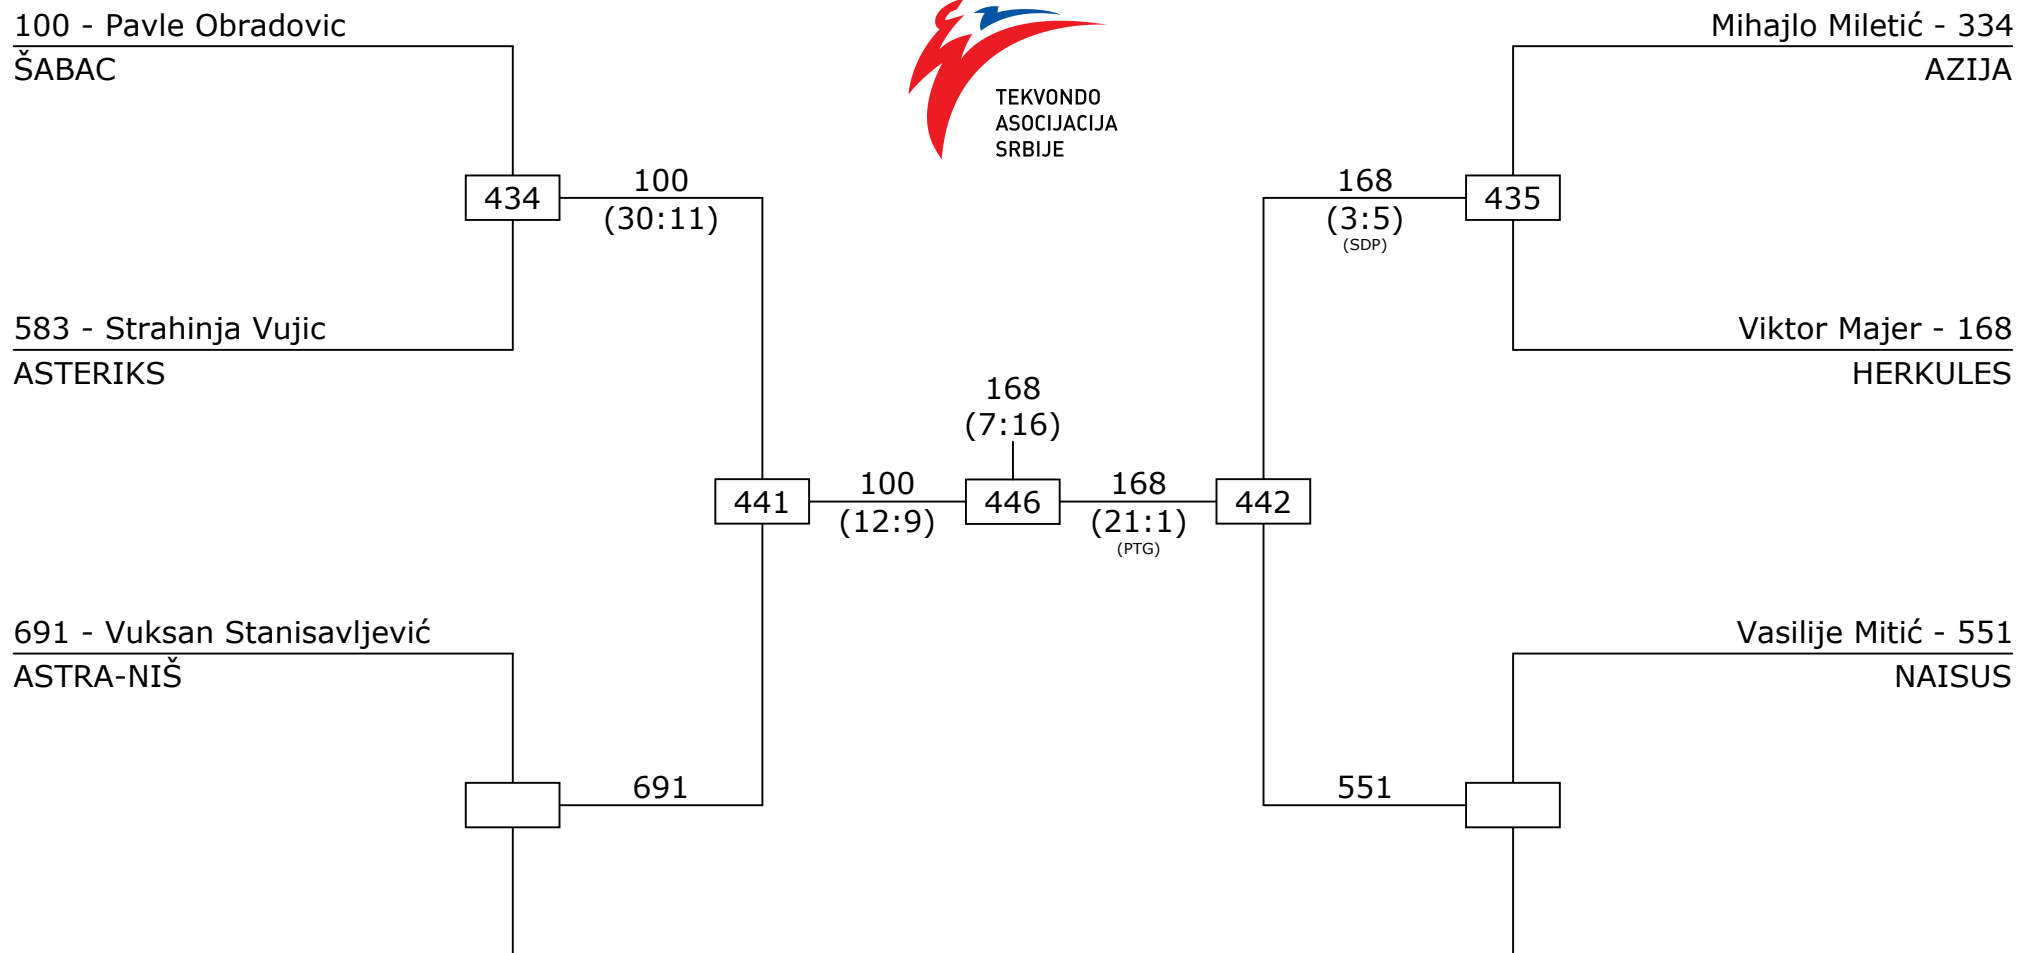 100 - Pavle Obradovic
ŠABAC
TEKVONDO
ASOCIJACIJA
SRBIJE
Mihajlo Miletić - 334
AZIJA
434
100
(30:11)
168
(3:5)
(SDP)
435
583 - Strahinja Vujic
ASTERIKS
Viktor Majer - 168
HERKULES
168
(7:16)
441
100
(12:9)
446
168
(21:1)
(PTG)
442
691 - Vuksan Stanisavljević
ASTRA-NIŠ
Vasilije Mitić - 551
NAISUS
691
551